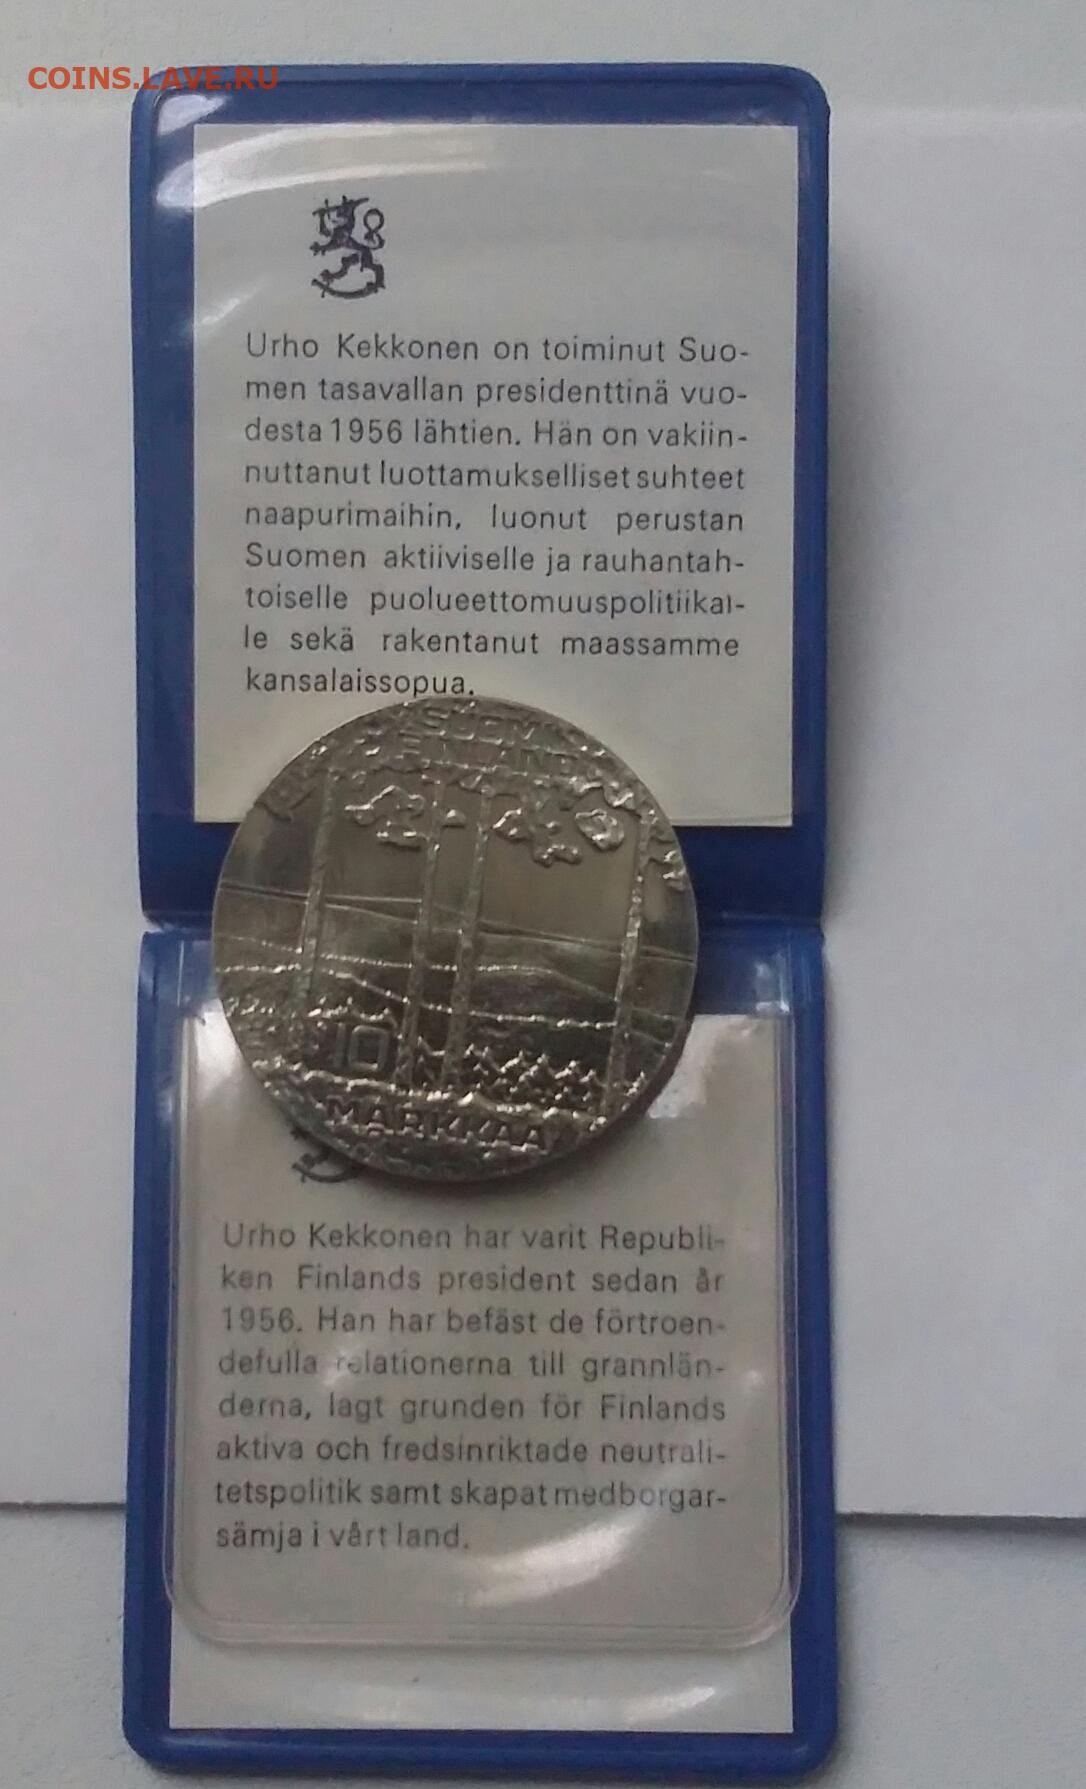 COINS.LAVE.RU
Urho Kekkonen on toiminut Suo-
men tasavallan presidenttinä vuo-
desta 1956 lähtien. Hän on vakiin-
nuttanut luottamukselliset suhteet
naapurimaihin, luonut perustan
Suomen aktiiviselle ja rauhantah-
toiselle puolueettomuuspolitiikal-
le sekä rakentanut maassamme
kansalaissopua.
SUOMI
FINLAND
10
MARKKAA
Urho Kekkonen har varit Republi-
ken Finlands president sedan år
1956. Han har befäst de förtroen-
defulla relationerna till grannlän-
derna, lagt grunden för Finlands
aktiva och fredsinriktade neutrali-
tetspolitik samt skapat medborgar-
sämja i vårt land.